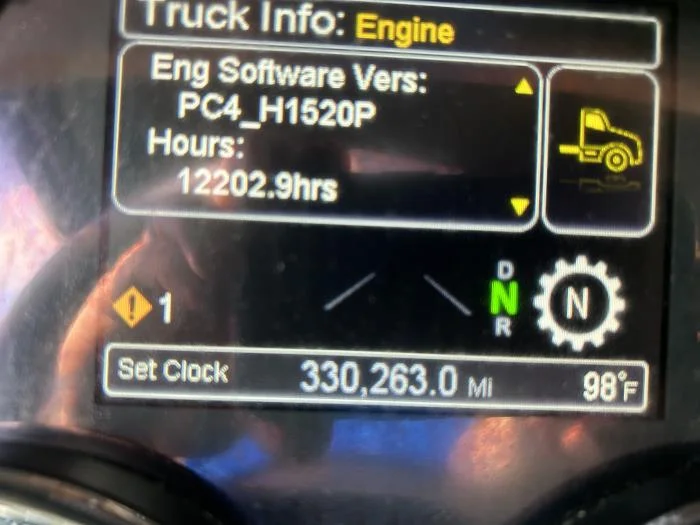 Truck Info: Engine
Eng Software Vers:
PC4_H1520P
Hours:
12202.9hrs
D
N
R
N
1
Set Clock 330,263.0 MI 98°F